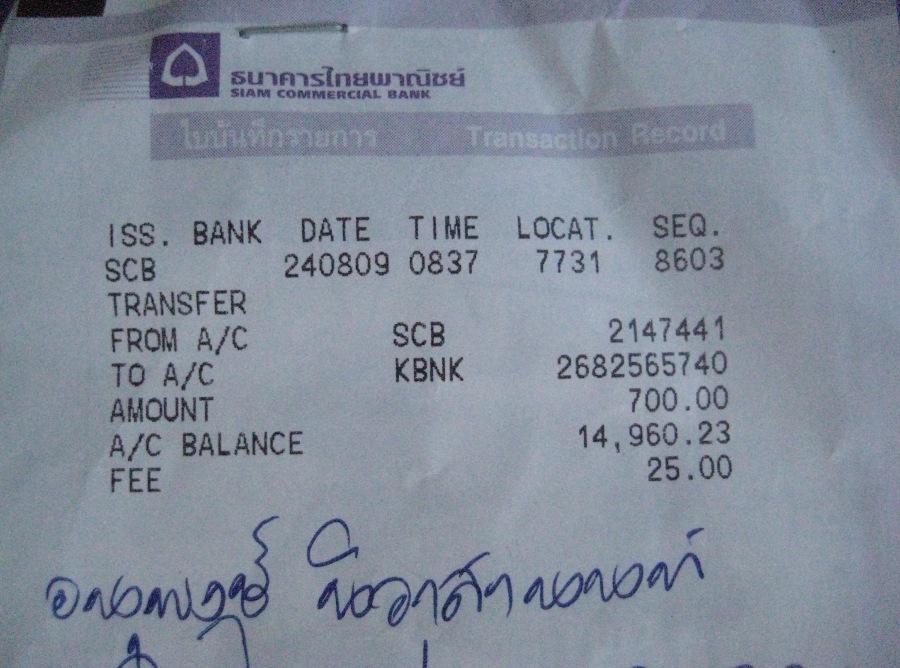 ธนาคารไทยพาณิชย์
SIAM COMMERCIAL BANK
ใบบันทึกรายการ Transaction Record
ISS. BANK DATE TIME LOCAT. SEQ.
SCB 240809 0837 7731 8603
TRANSFER
FROM A/C SCB 2147441
TO A/C KBNK 2682565740
AMOUNT 700.00
A/C BALANCE 14,960.23
FEE 25.00